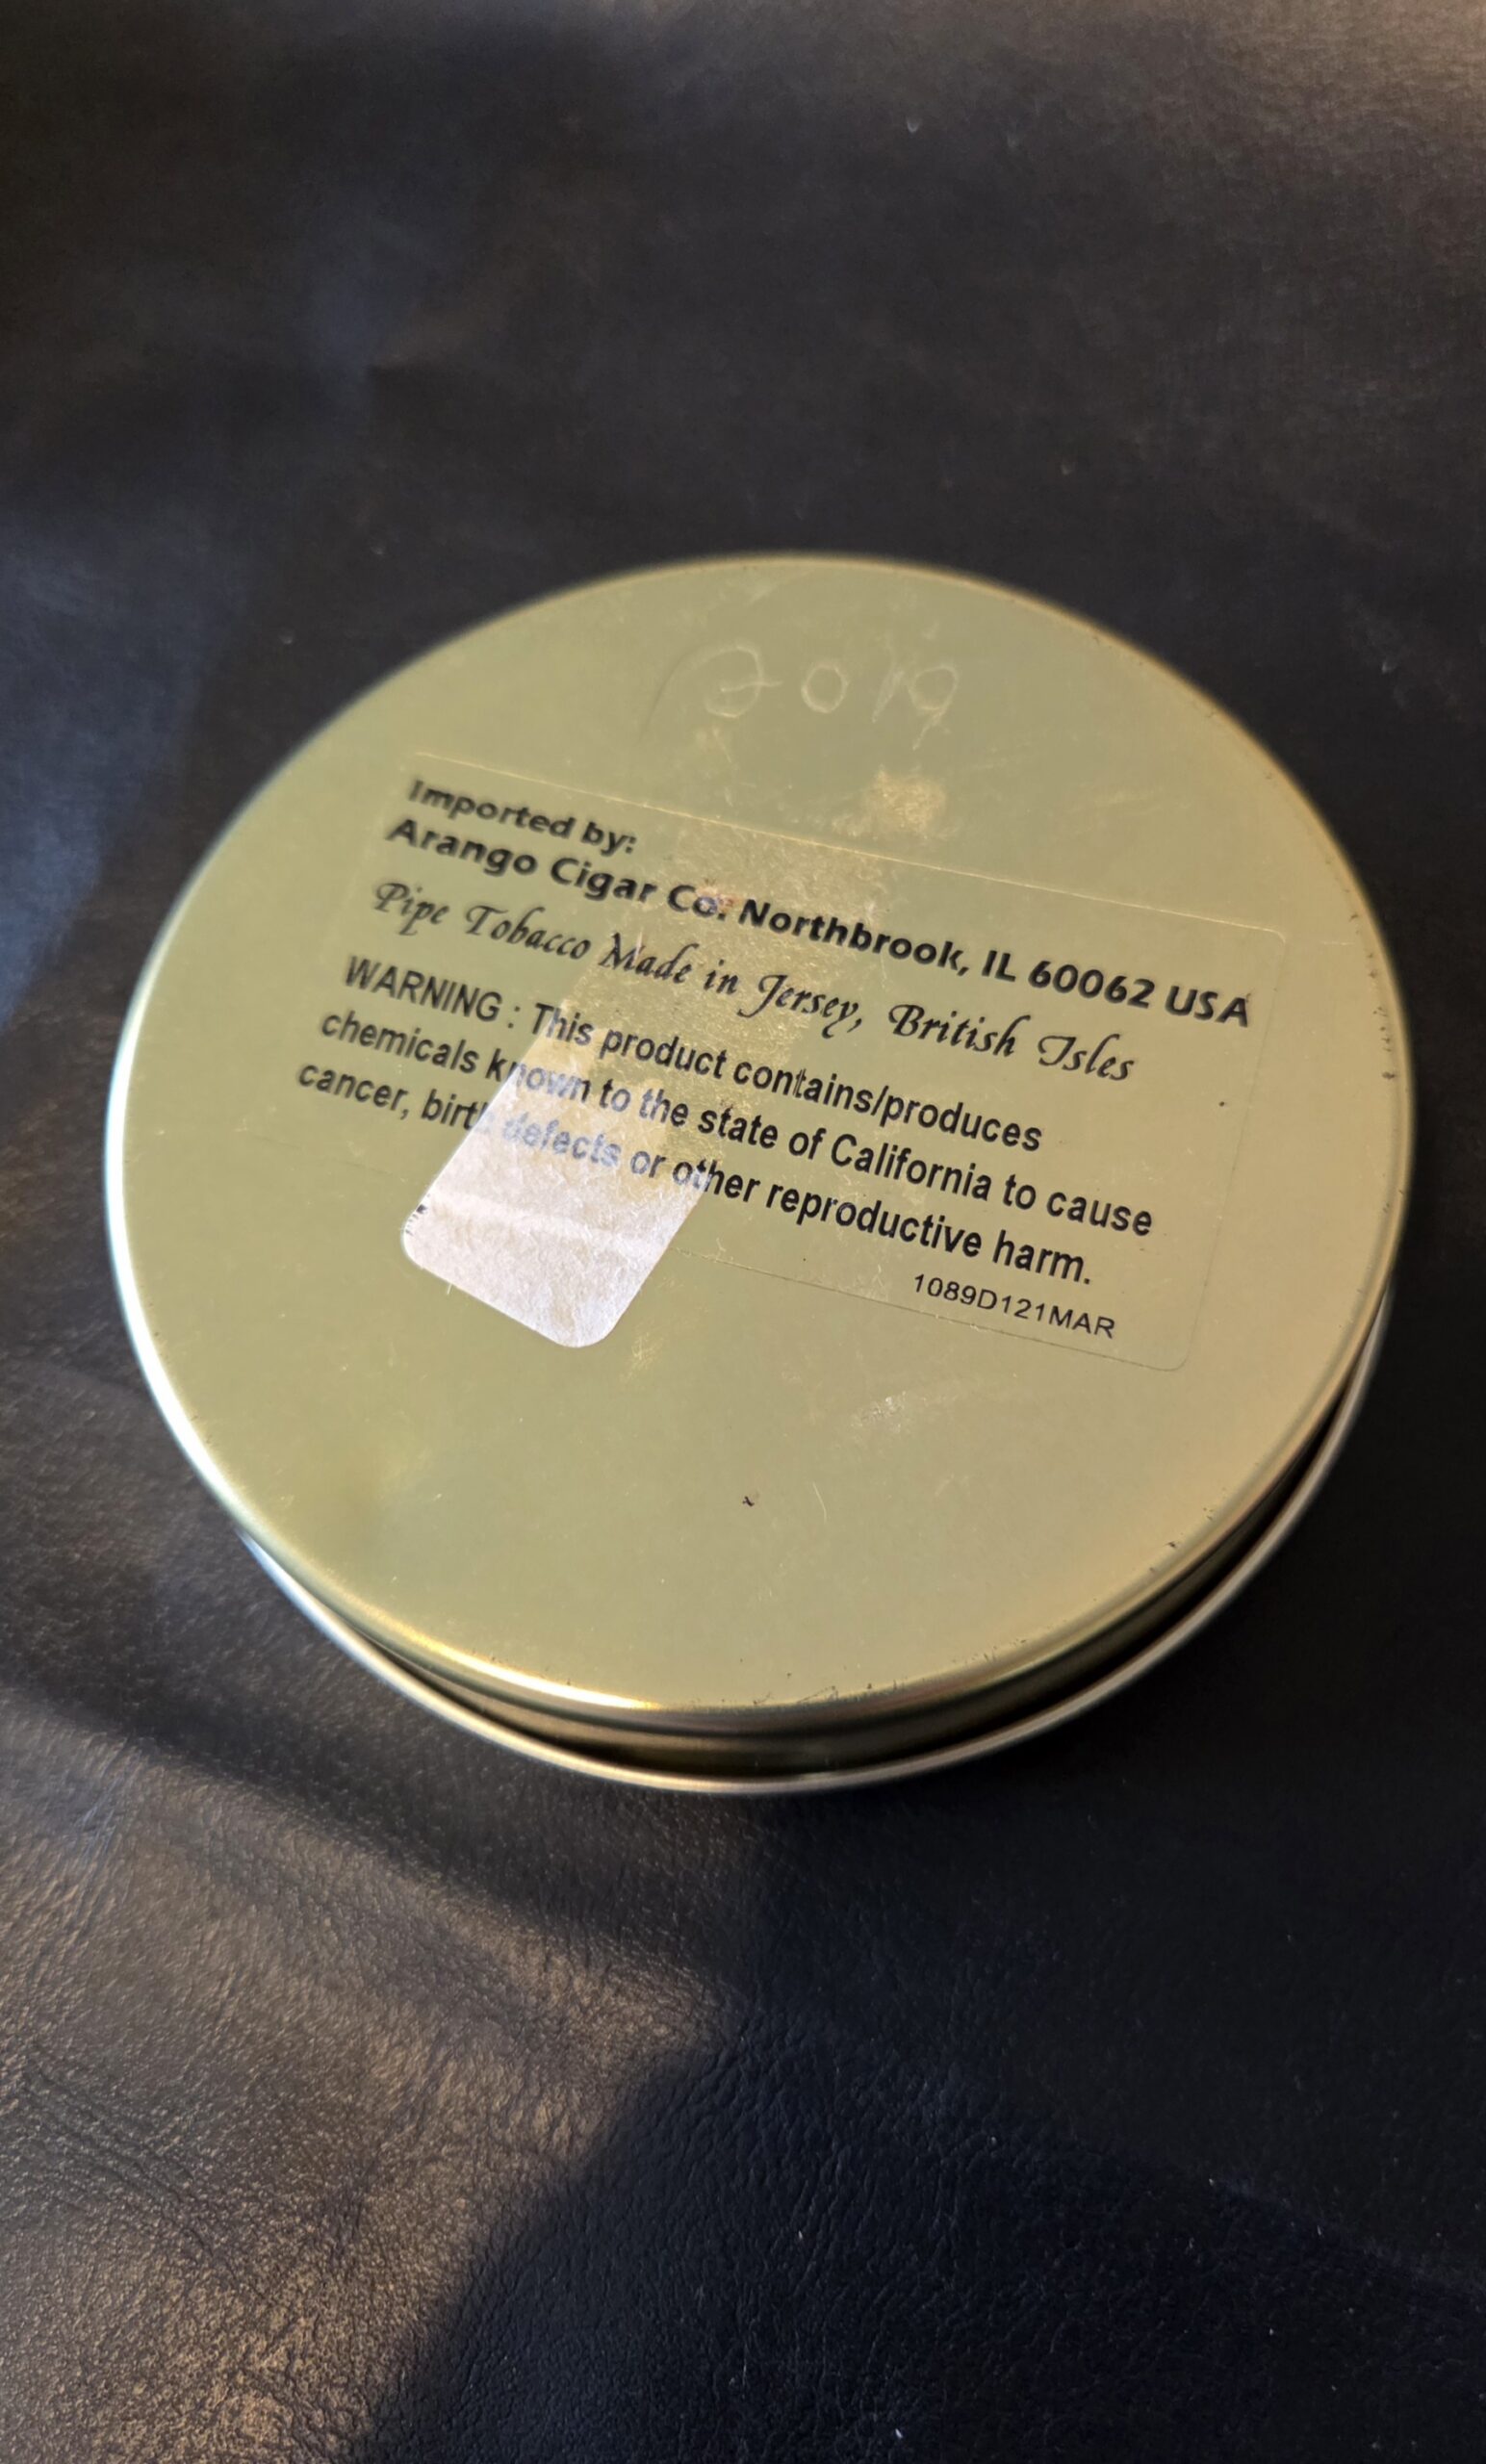 2019
Imported by:
Arango Cigar Co. Northbrook, IL 60062 USA
Pipe Tobacco Made in Jersey, British Isles
WARNING : This product contains/produces
chemicals known to the state of California to cause
cancer, birth defects or other reproductive harm.
1089D121MAR